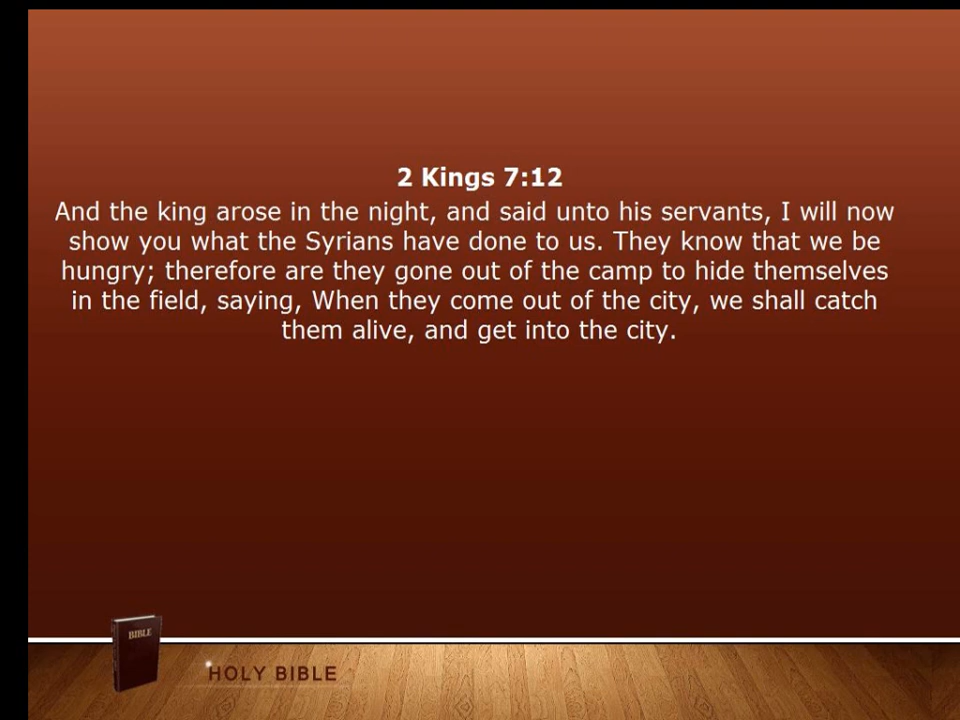 2 Kings 7:12
And the king arose in the night, and said unto his servants, I will now
show you what the Syrians have done to us. They know that we be
hungry; therefore are they gone out of the camp to hide themselves
in the field, saying, When they come out of the city, we shall catch
them alive, and get into the city.
BIBLE
HOLY BIBLE